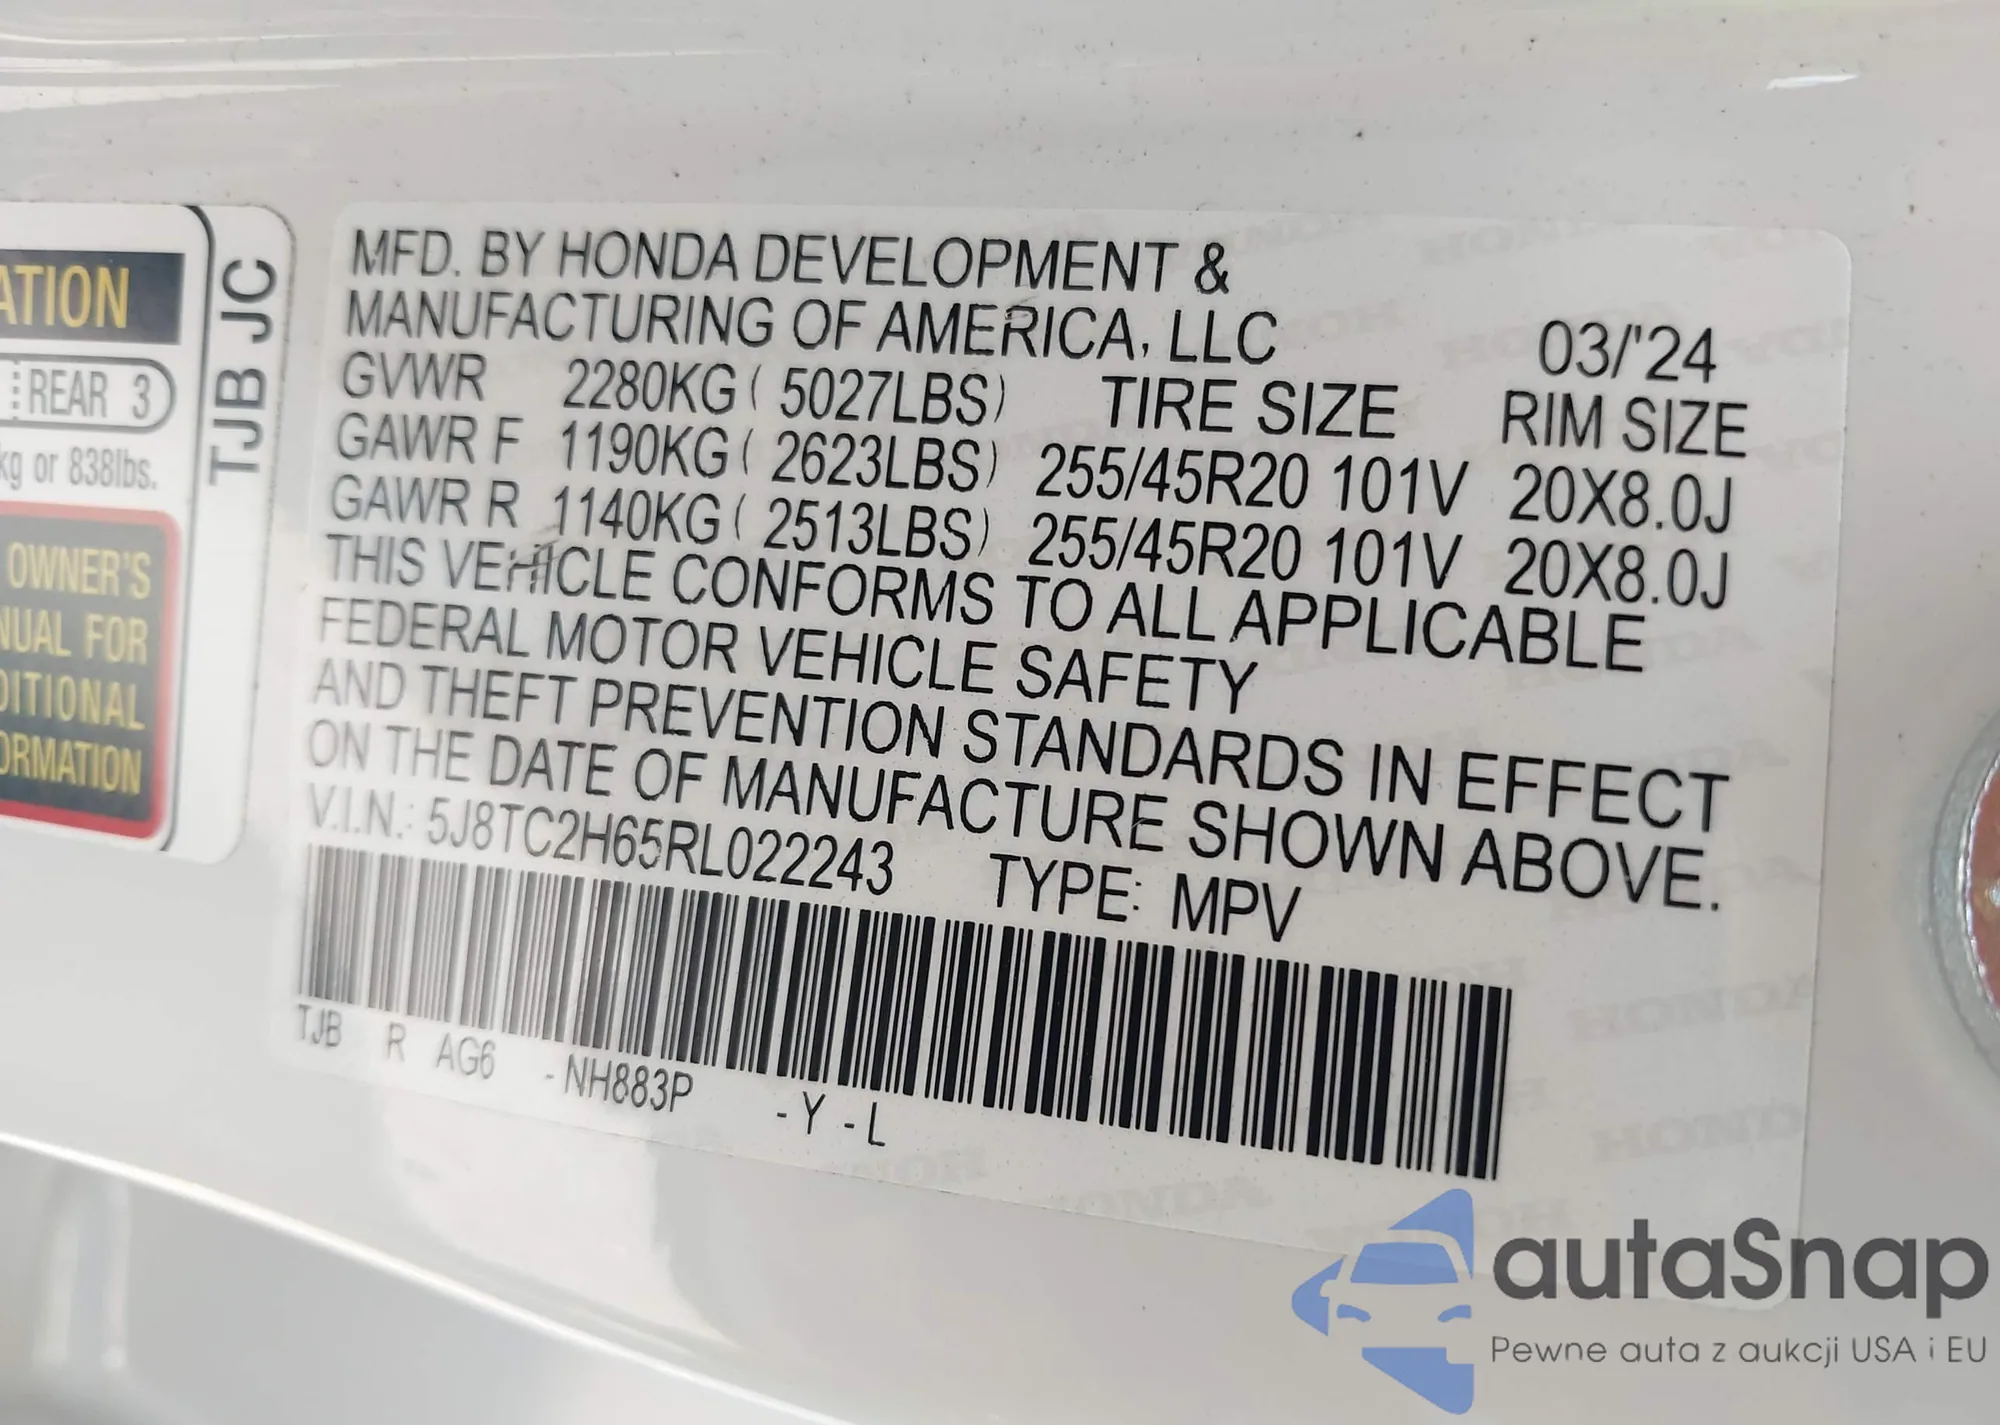 ATION
REAR 3
kg or 838lbs.
OWNER'S
NUAL FOR
DITIONAL
ORMATION
TJB JC
MFD. BY HONDA DEVELOPMENT &
MANUFACTURING OF AMERICA, LLC 03/'24
GVWR 2280KG ( 5027LBS) TIRE SIZE RIM SIZE
GAWR F 1190KG ( 2623LBS) 255/45R20 101V 20X8.0J
GAWR R 1140KG ( 2513LBS) 255/45R20 101V 20X8.0J
THIS VEHICLE CONFORMS TO ALL APPLICABLE
FEDERAL MOTOR VEHICLE SAFETY
AND THEFT PREVENTION STANDARDS IN EFFECT
ON THE DATE OF MANUFACTURE SHOWN ABOVE.
V.I.N.: 5J8TC2H65RL022243 TYPE: MPV
TJB R AG6 -NH883P -Y -L
autaSnap
Pewne auta z aukcji USA i EU